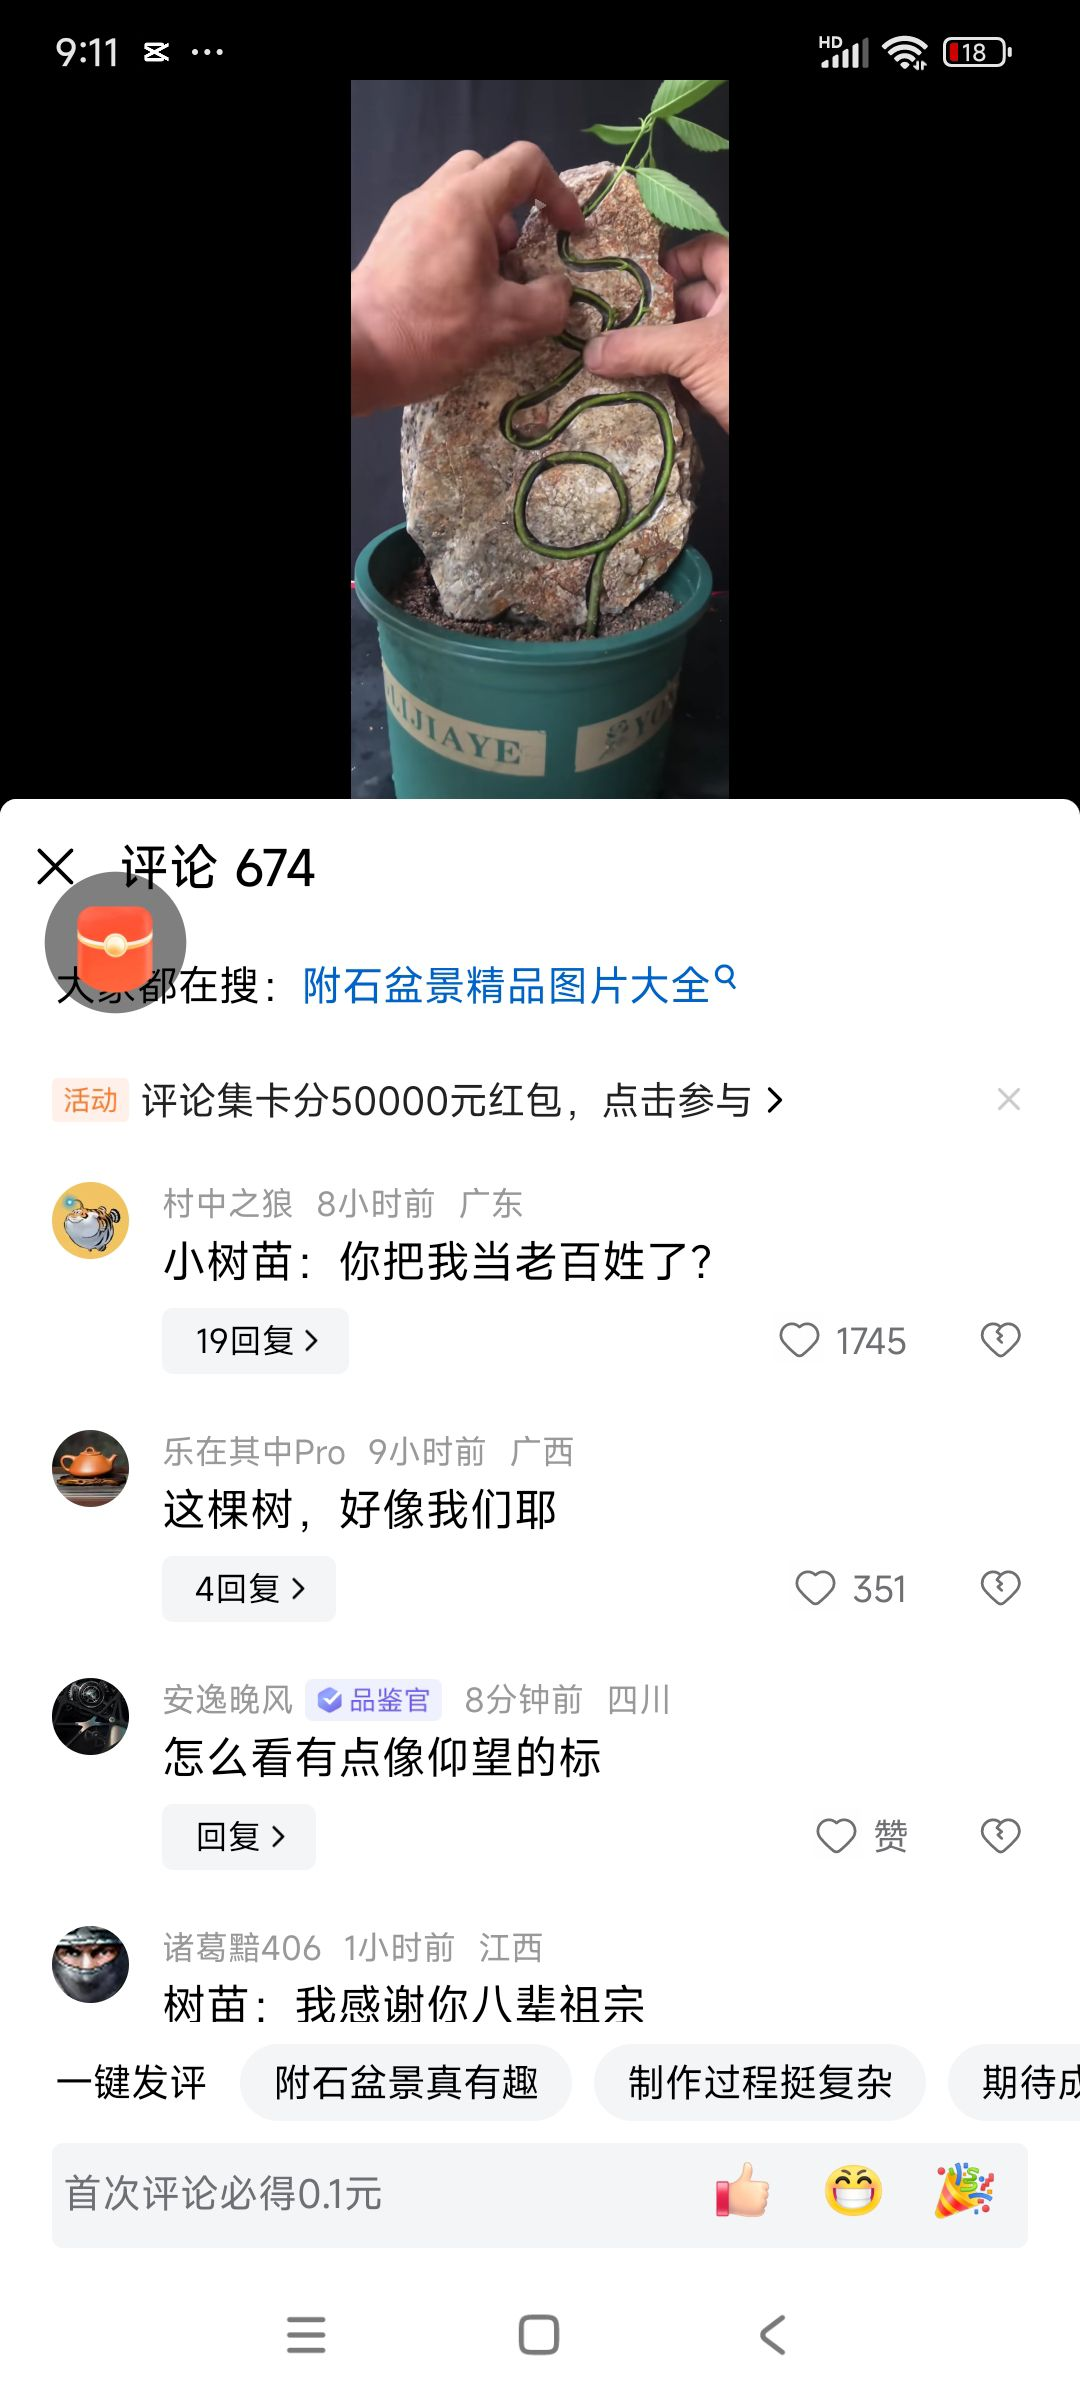 9:11
HD
18
LIJIAYE
YON
评论 674
大家都在搜：附石盆景精品图片大全
活动 评论集卡分50000元红包，点击参与
村中之狼 8小时前 广东
小树苗：你把我当老百姓了？
19回复
1745
乐在其中Pro 9小时前 广西
这棵树，好像我们耶
4回复
351
安逸晚风 品鉴官 8分钟前 四川
怎么看有点像仰望的标
回复
赞
诸葛黯406 1小时前 江西
树苗：我感谢你八辈祖宗
一键发评 附石盆景真有趣 制作过程挺复杂 期待成
首次评论必得0.1元